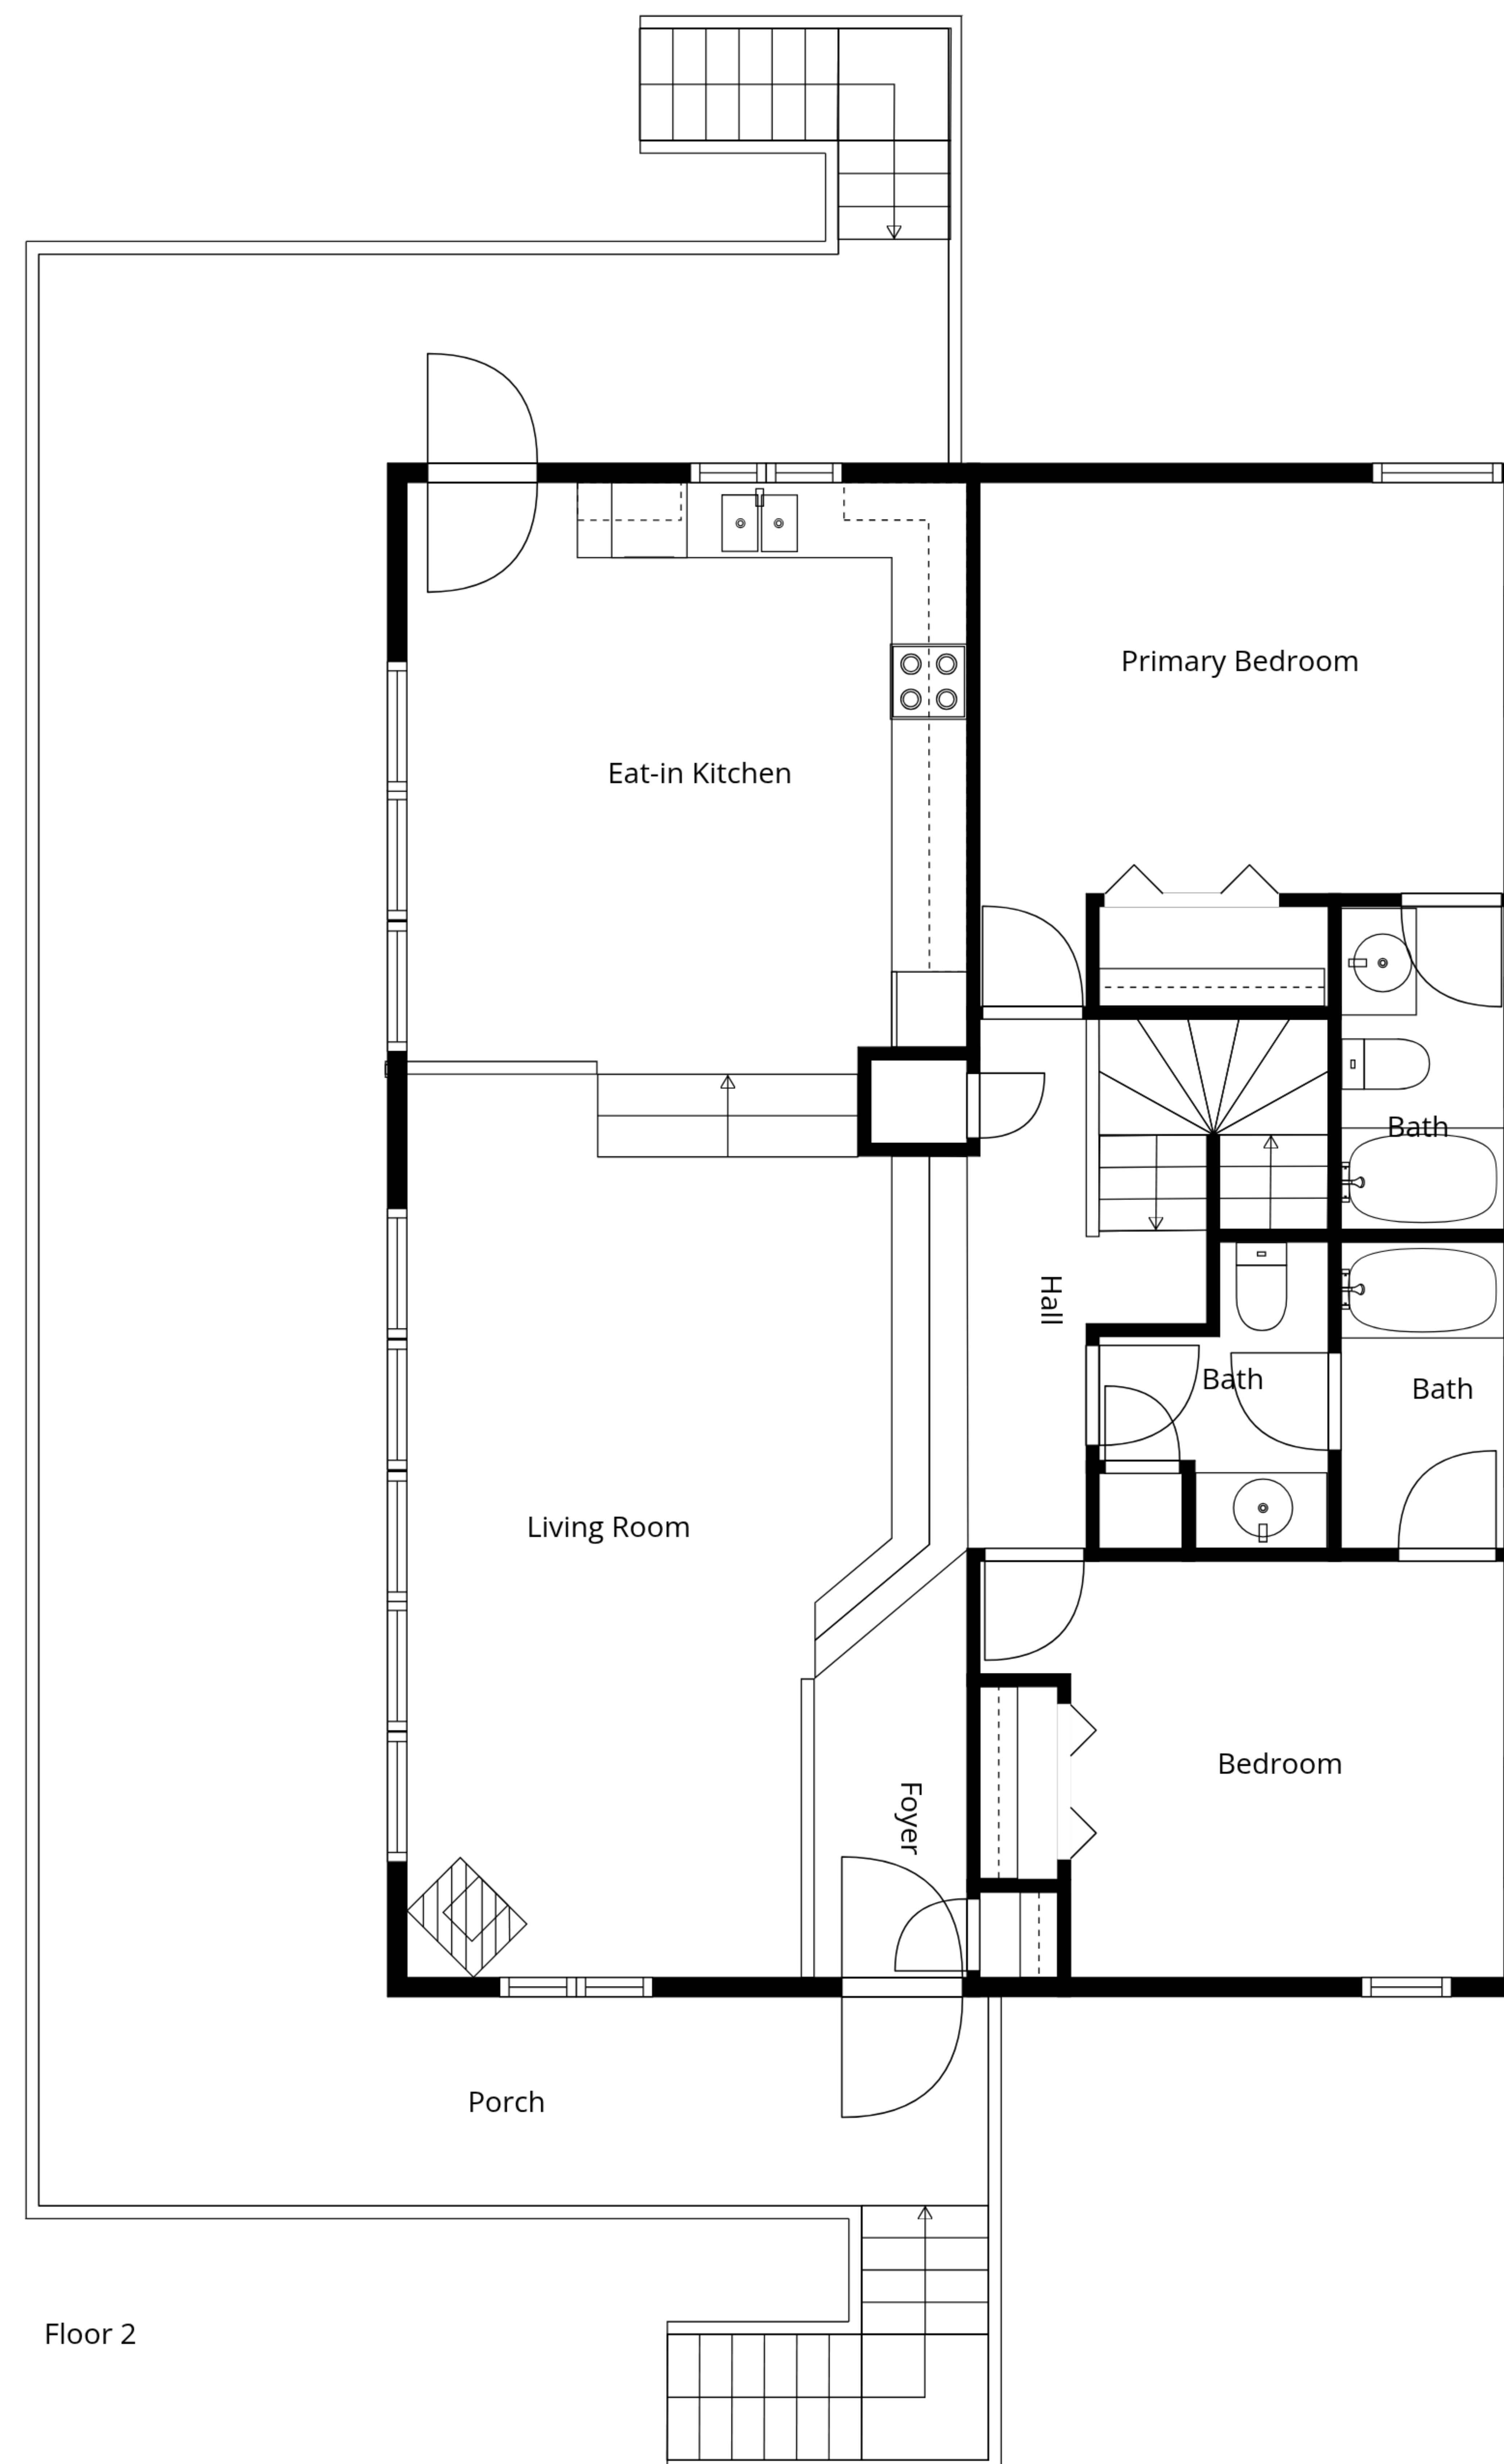 Primary Bedroom
Eat-in Kitchen
Bath
Hall
Bath
Bath
Living Room
Bedroom
Foyer
Porch
Floor 2